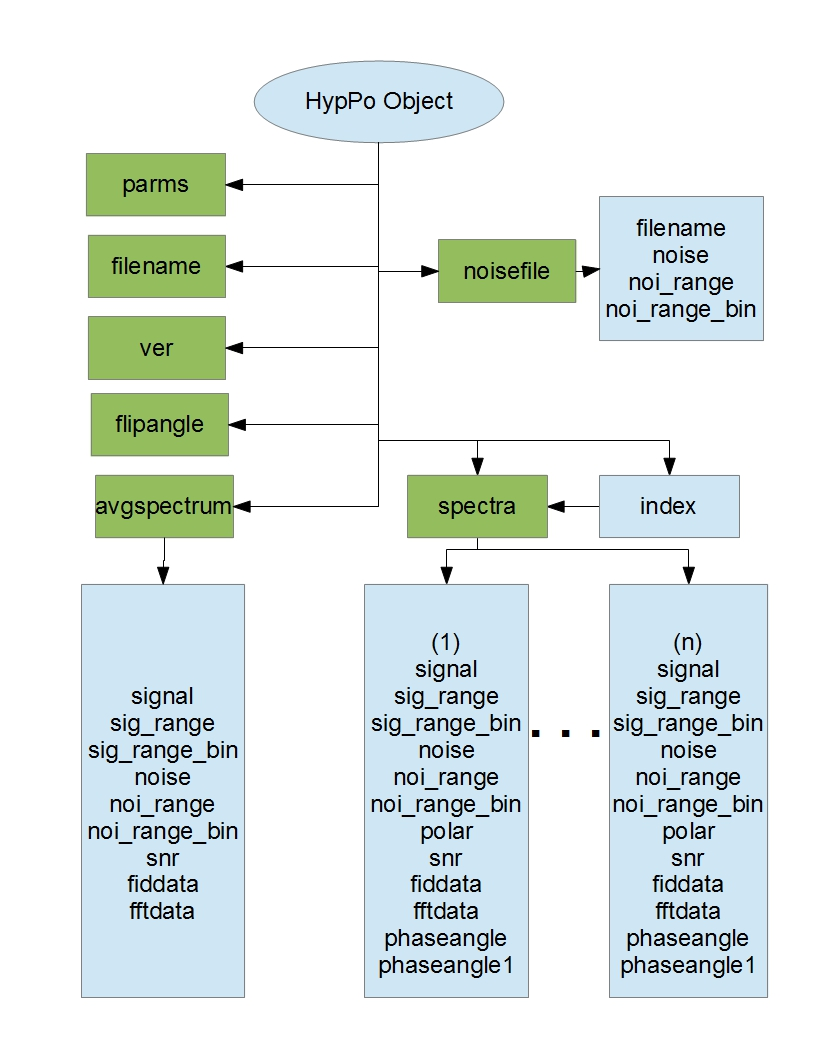 HypPo Object
parms
filename
ver
flipangle
avgspectrum
noisefile
filename
noise
noi_range
noi_range_bin
spectra
index
signal
sig_range
sig_range_bin
noise
noi_range
noi_range_bin
snr
fiddata
fftdata
(1)
signal
sig_range
sig_range_bin
noise
noi_range
noi_range_bin
polar
snr
fiddata
fftdata
phaseangle
phaseangle1
. . .
(n)
signal
sig_range
sig_range_bin
noise
noi_range
noi_range_bin
polar
snr
fiddata
fftdata
phaseangle
phaseangle1